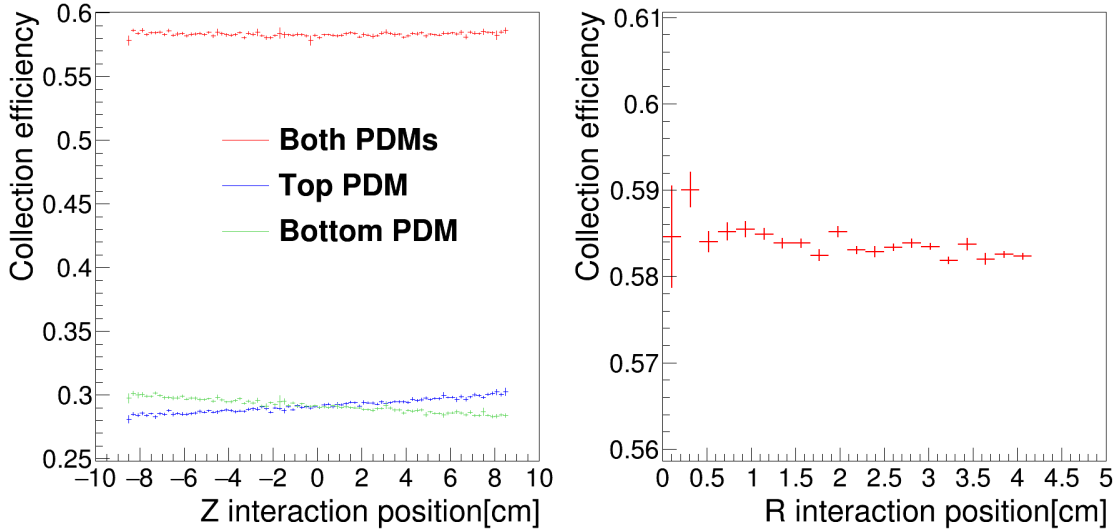 Collection efficiency
0.6
0.55
0.5
0.45
0.4
0.35
0.3
0.25
Both PDMs
Top PDM
Bottom PDM
−10 −8 −6 −4 −2 0 2 4 6 8 10
Z interaction position[cm]
Collection efficiency
0.61
0.6
0.59
0.58
0.57
0.56
0 0.5 1 1.5 2 2.5 3 3.5 4 4.5 5
R interaction position[cm]